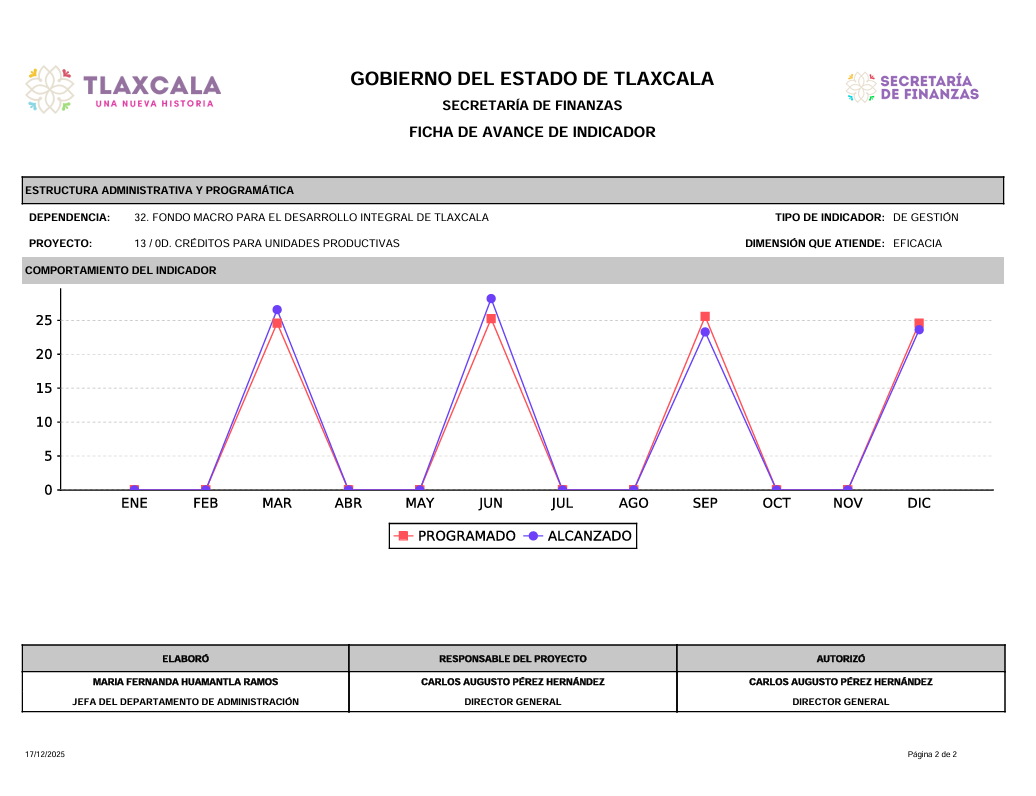 TLAXCALA
UNA NUEVA HISTORIA
GOBIERNO DEL ESTADO DE TLAXCALA
SECRETARÍA DE FINANZAS
FICHA DE AVANCE DE INDICADOR
SECRETARÍA
DE FINANZAS
ESTRUCTURA ADMINISTRATIVA Y PROGRAMÁTICA
DEPENDENCIA: 32. FONDO MACRO PARA EL DESARROLLO INTEGRAL DE TLAXCALA TIPO DE INDICADOR: DE GESTIÓN
PROYECTO: 13 / 0D. CRÉDITOS PARA UNIDADES PRODUCTIVAS DIMENSIÓN QUE ATIENDE: EFICACIA
COMPORTAMIENTO DEL INDICADOR
25
20
15
10
5
0
ENE FEB MAR ABR MAY JUN JUL AGO SEP OCT NOV DIC
PROGRAMADO ALCANZADO
ELABORÓ RESPONSABLE DEL PROYECTO AUTORIZÓ
MARIA FERNANDA HUAMANTLA RAMOS CARLOS AUGUSTO PÉREZ HERNÁNDEZ CARLOS AUGUSTO PÉREZ HERNÁNDEZ
JEFA DEL DEPARTAMENTO DE ADMINISTRACIÓN DIRECTOR GENERAL DIRECTOR GENERAL
17/12/2025 Página 2 de 2